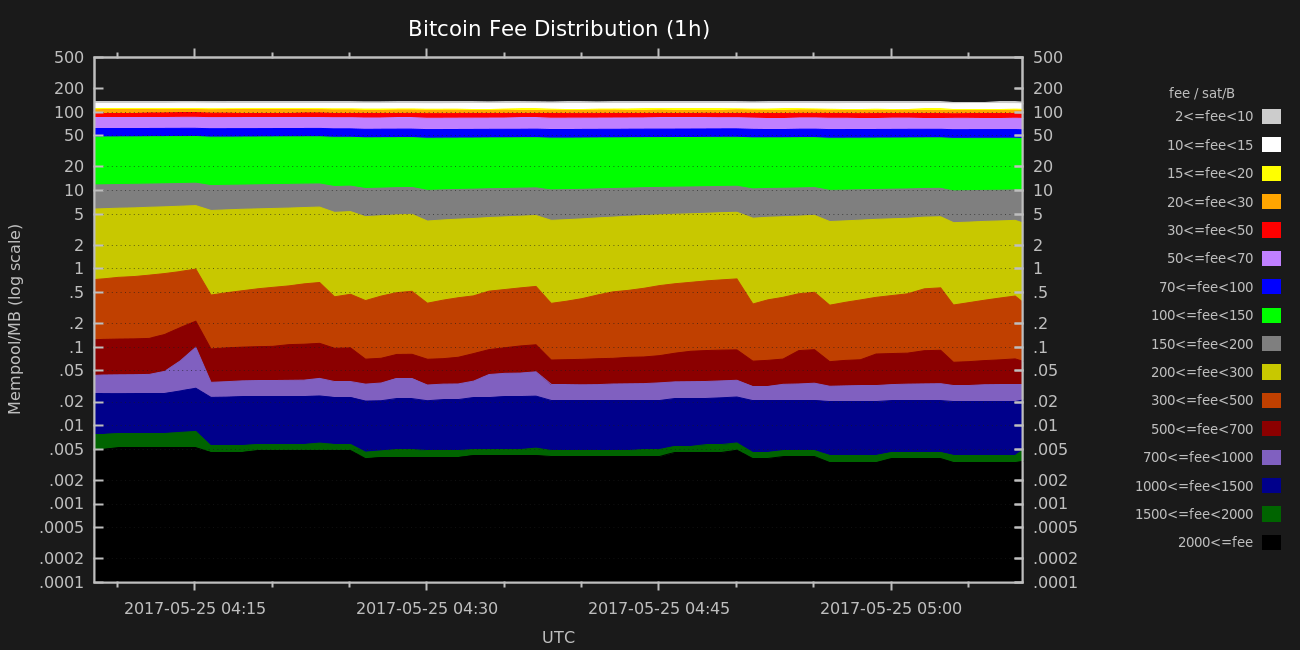 Bitcoin Fee Distribution (1h)
Mempool/MB (log scale)
500
200
100
50
20
10
5
2
1
.5
.2
.1
.05
.02
.01
.005
.002
.001
.0005
.0002
.0001
500
200
100
50
20
10
5
2
1
.5
.2
.1
.05
.02
.01
.005
.002
.001
.0005
.0002
.0001
2017-05-25 04:15
2017-05-25 04:30
2017-05-25 04:45
2017-05-25 05:00
UTC
fee / sat/B
2<=fee<10
10<=fee<15
15<=fee<20
20<=fee<30
30<=fee<50
50<=fee<70
70<=fee<100
100<=fee<150
150<=fee<200
200<=fee<300
300<=fee<500
500<=fee<700
700<=fee<1000
1000<=fee<1500
1500<=fee<2000
2000<=fee